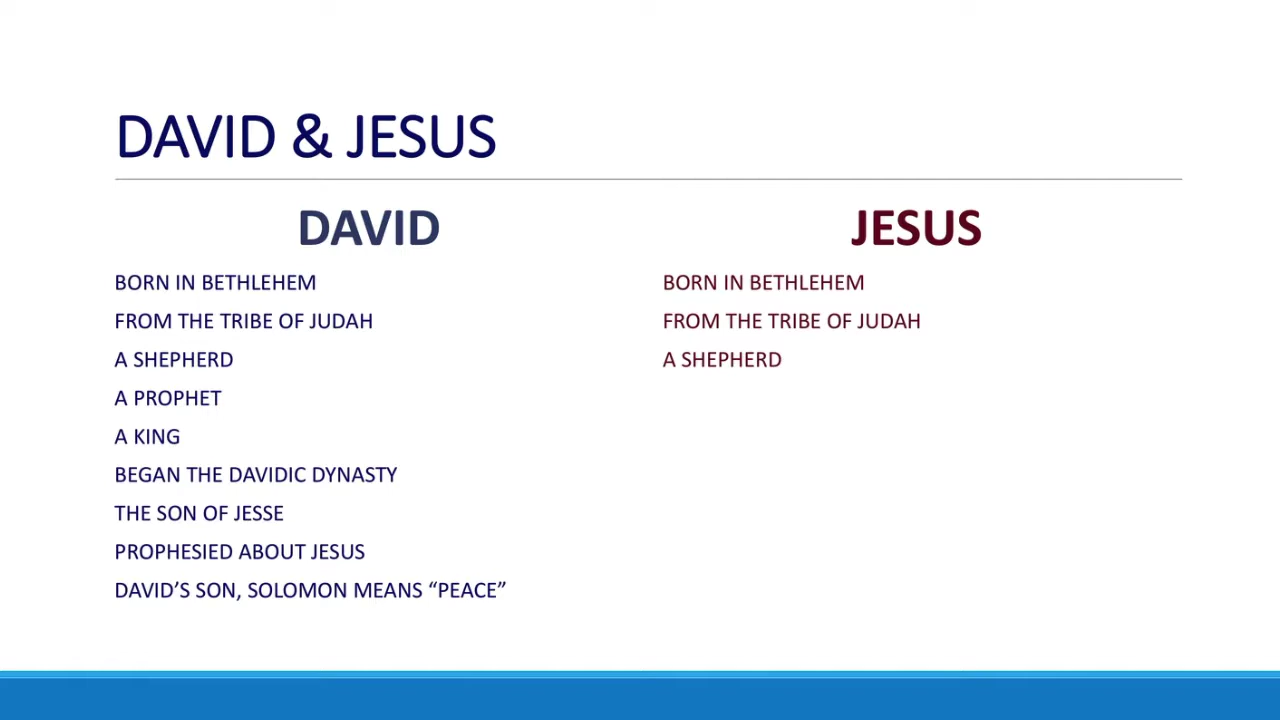 DAVID & JESUS
DAVID
BORN IN BETHLEHEM
FROM THE TRIBE OF JUDAH
A SHEPHERD
A PROPHET
A KING
BEGAN THE DAVIDIC DYNASTY
THE SON OF JESSE
PROPHESIED ABOUT JESUS
DAVID’S SON, SOLOMON MEANS “PEACE”
JESUS
BORN IN BETHLEHEM
FROM THE TRIBE OF JUDAH
A SHEPHERD